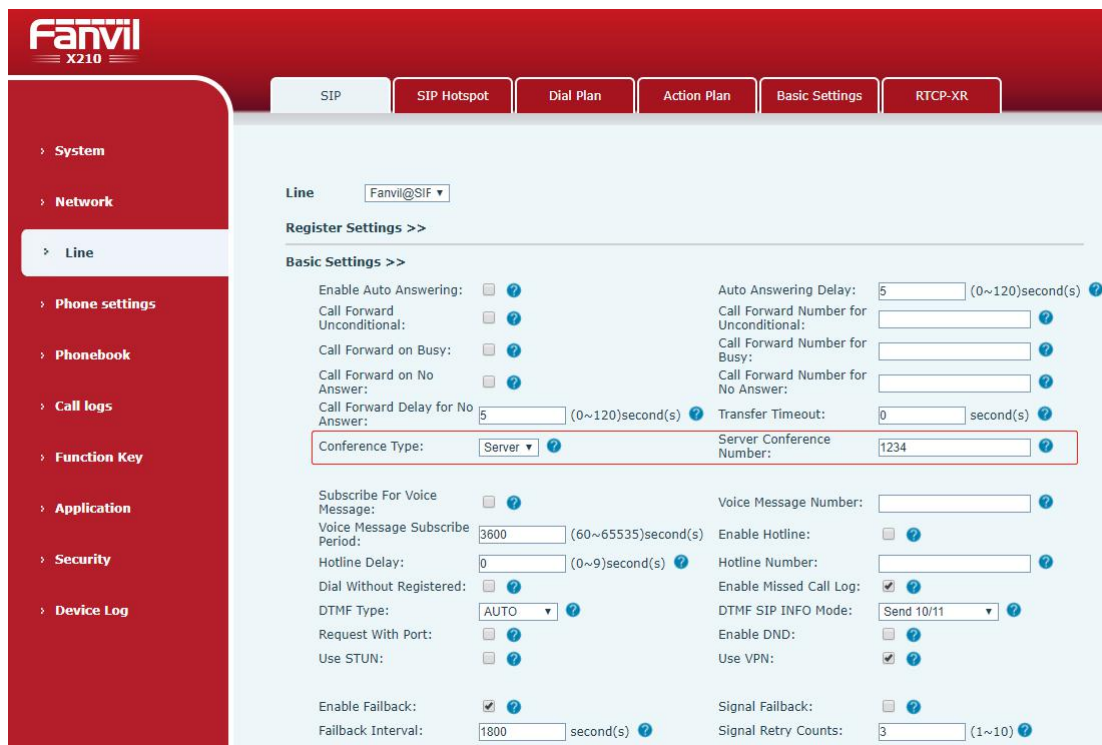 Fanvil
X210
SIP
SIP Hotspot
Dial Plan
Action Plan
Basic Settings
RTCP-XR
› System
› Network
› Line
› Phone settings
› Phonebook
› Call logs
› Function Key
› Application
› Security
› Device Log
Line Fanvil@SIF
Register Settings >>
Basic Settings >>
Enable Auto Answering: Auto Answering Delay: 5 (0~120)second(s)
Call Forward Unconditional: Call Forward Number for Unconditional:
Call Forward on Busy: Call Forward Number for Busy:
Call Forward on No Answer: Call Forward Number for No Answer:
Call Forward Delay for No Answer: 5 (0~120)second(s) Transfer Timeout: 0 second(s)
Conference Type: Server Server Conference Number: 1234
Subscribe For Voice Message: Voice Message Number:
Voice Message Subscribe Period: 3600 (60~65535)second(s) Enable Hotline:
Hotline Delay: 0 (0~9)second(s) Hotline Number:
Dial Without Registered: Enable Missed Call Log:
DTMF Type: AUTO DTMF SIP INFO Mode: Send 10/11
Request With Port: Enable DND:
Use STUN: Use VPN:
Enable Failback: Signal Failback:
Failback Interval: 1800 second(s) Signal Retry Counts: 3 (1~10)